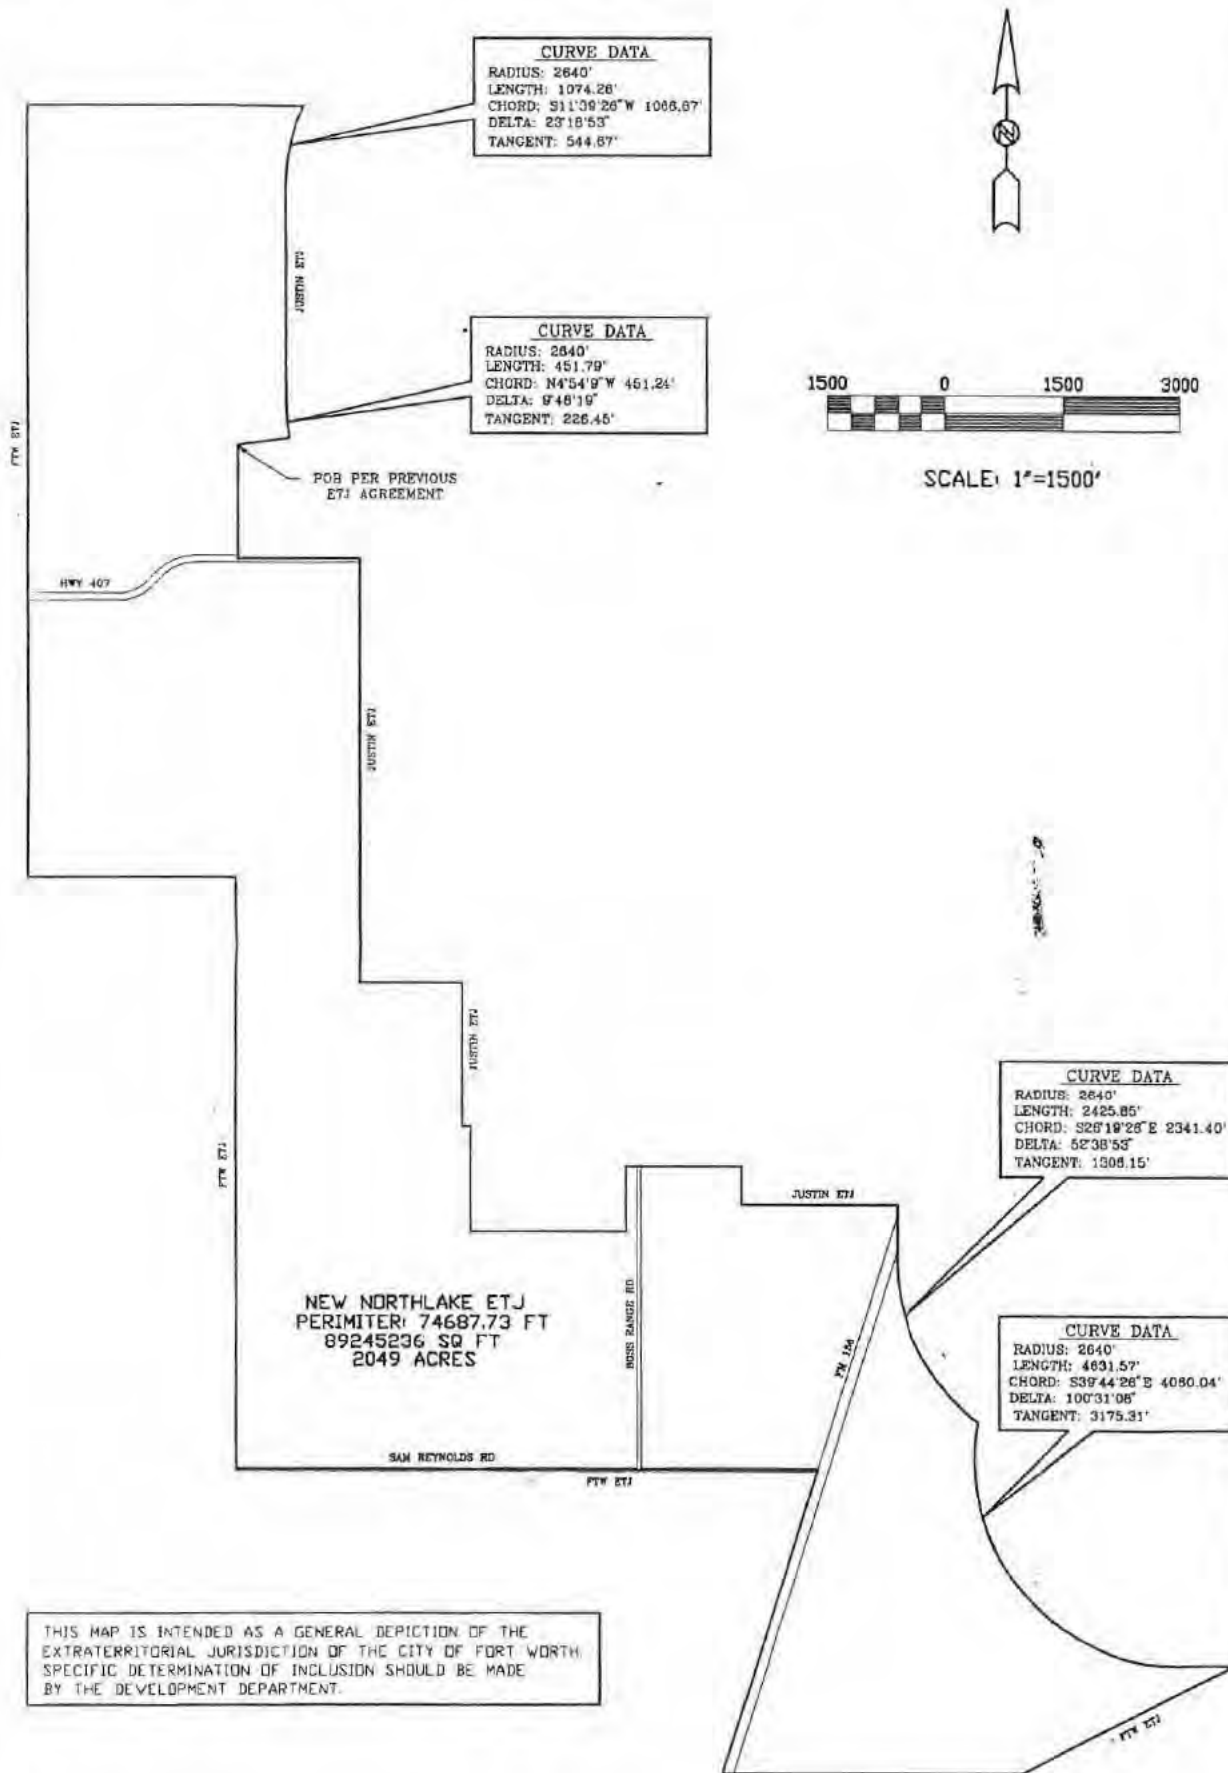 CURVE DATA
RADIUS: 2640'
LENGTH: 1074.26'
CHORD: S11°39'26"W 1066.87'
DELTA: 23°18'53"
TANGENT: 544.67'
JUSTIN ETJ
CURVE DATA
RADIUS: 2640'
LENGTH: 451.79'
CHORD: N4°54'9"W 451.24'
DELTA: 9°48'19"
TANGENT: 226.45'
1500 0 1500 3000
SCALE: 1"=1500'
FTW ETJ
POB PER PREVIOUS
ETJ AGREEMENT
HWY 407
JUSTIN ETJ
JUSTIN ETJ
CURVE DATA
RADIUS: 2640'
LENGTH: 2425.85'
CHORD: S26°19'26"E 2341.40'
DELTA: 52°38'53"
TANGENT: 1306.15'
FTW ETJ
JUSTIN ETJ
NEW NORTHLAKE ETJ
PERIMITER: 74687.73 FT
89245236 SQ FT
2049 ACRES
BOSS RANGE RD
FM 156
CURVE DATA
RADIUS: 2640'
LENGTH: 4631.57'
CHORD: S39°44'26"E 4060.04'
DELTA: 100°31'08"
TANGENT: 3175.31'
SAM REYNOLDS RD
FTW ETJ
THIS MAP IS INTENDED AS A GENERAL DEPICTION OF THE
EXTRATERRITORIAL JURISDICTION OF THE CITY OF FORT WORTH
SPECIFIC DETERMINATION OF INCLUSION SHOULD BE MADE
BY THE DEVELOPMENT DEPARTMENT.
FTW ETJ